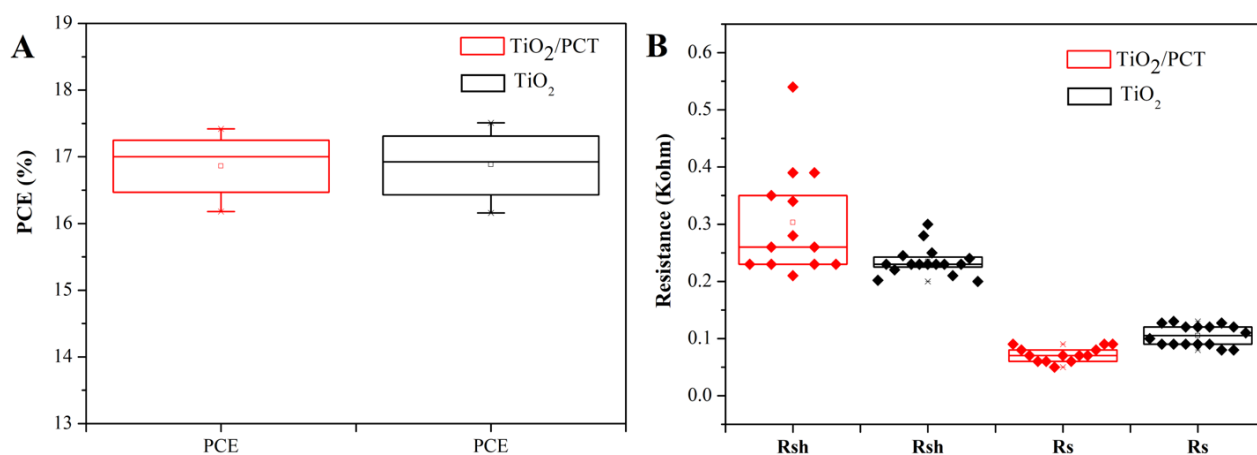 A
PCE (%)
19
18
17
16
15
14
13
TiO2/PCT
TiO2
PCE PCE
B
Resistance (Kohm)
0.6
0.5
0.4
0.3
0.2
0.1
0.0
TiO2/PCT
TiO2
Rsh Rsh Rs Rs